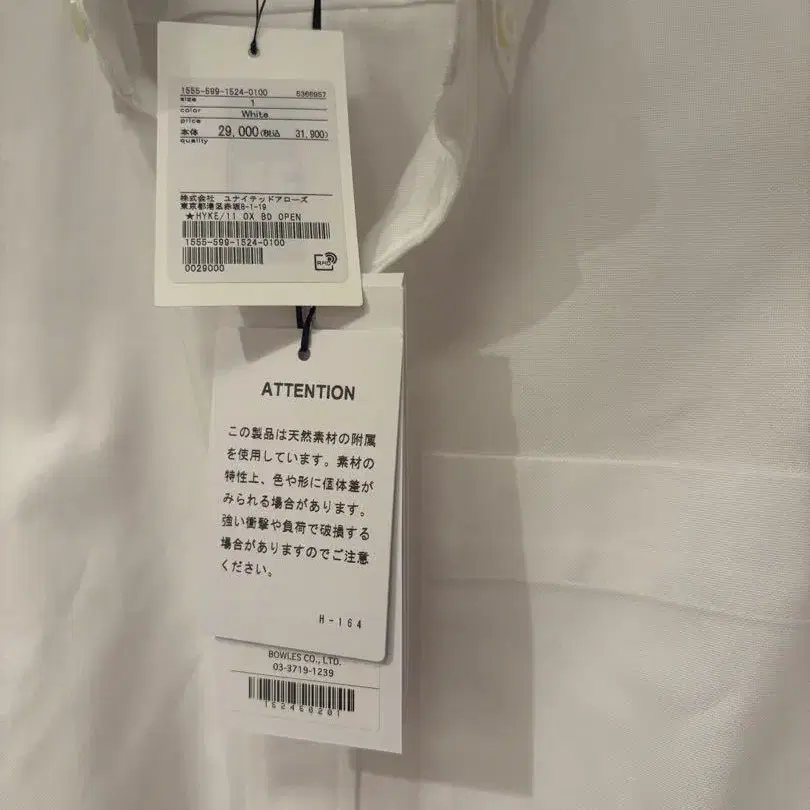 1555-599-1524-0100 5366957
size 1
color White
price
本体 29,000(税込 31,900)
quality
株式会社 ユナイテッドアローズ
東京都港区赤坂8-1-19
★HYKE/11 OX BD OPEN
1555-599-1524-0100
0029000
RFID
ATTENTION
この製品は天然素材の附属
を使用しています。素材の
特性上、色や形に個体差が
みられる場合があります。
強い衝撃や負荷で破損する
場合がありますのでご注意
ください。
H-164
BOWLES CO., LTD.
03-3719-1239